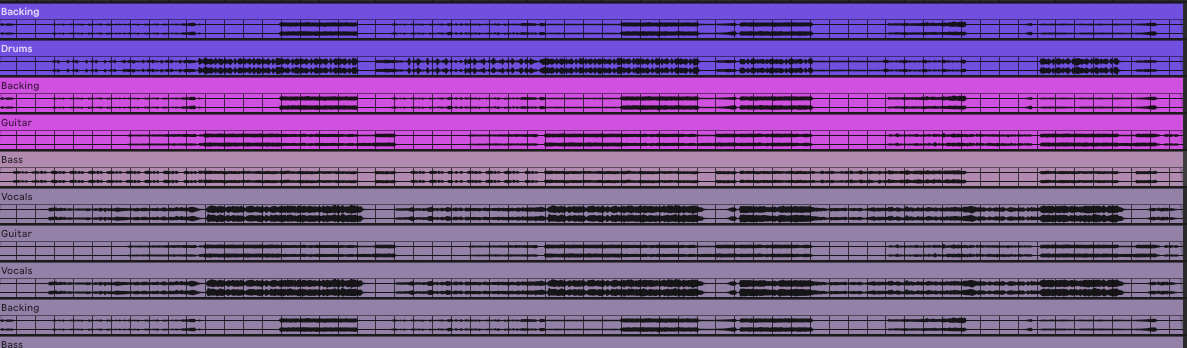 Backing
Drums
Backing
Guitar
Bass
Vocals
Guitar
Vocals
Backing
Bass